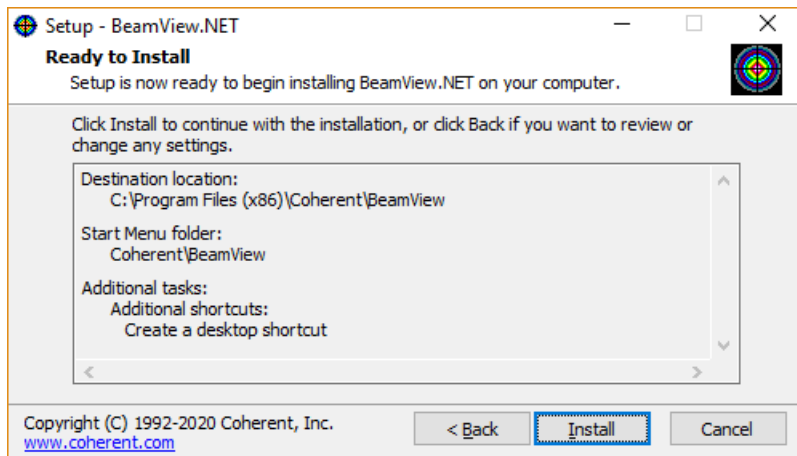 Setup - BeamView.NET
Ready to Install
Setup is now ready to begin installing BeamView.NET on your computer.
Click Install to continue with the installation, or click Back if you want to review or
change any settings.
Destination location:
C:\Program Files (x86)\Coherent\BeamView
Start Menu folder:
Coherent\BeamView
Additional tasks:
Additional shortcuts:
Create a desktop shortcut
Copyright (C) 1992-2020 Coherent, Inc.
www.coherent.com
< Back
Install
Cancel